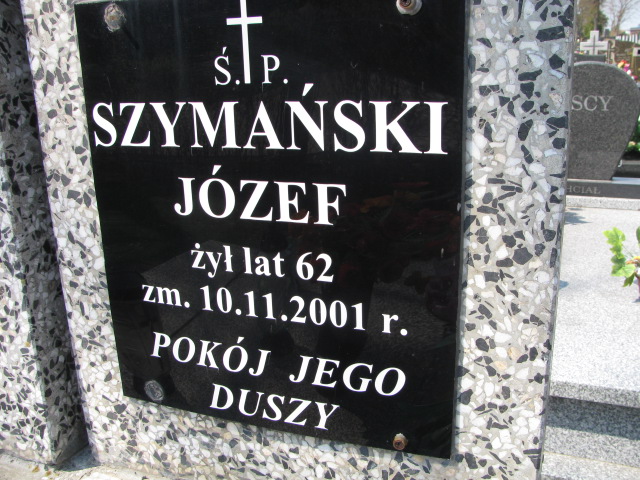 Ś. P.
SZYMAŃSKI
JÓZEF
żył lat 62
zm. 10.11.2001 r.
POKÓJ JEGO
DUSZY